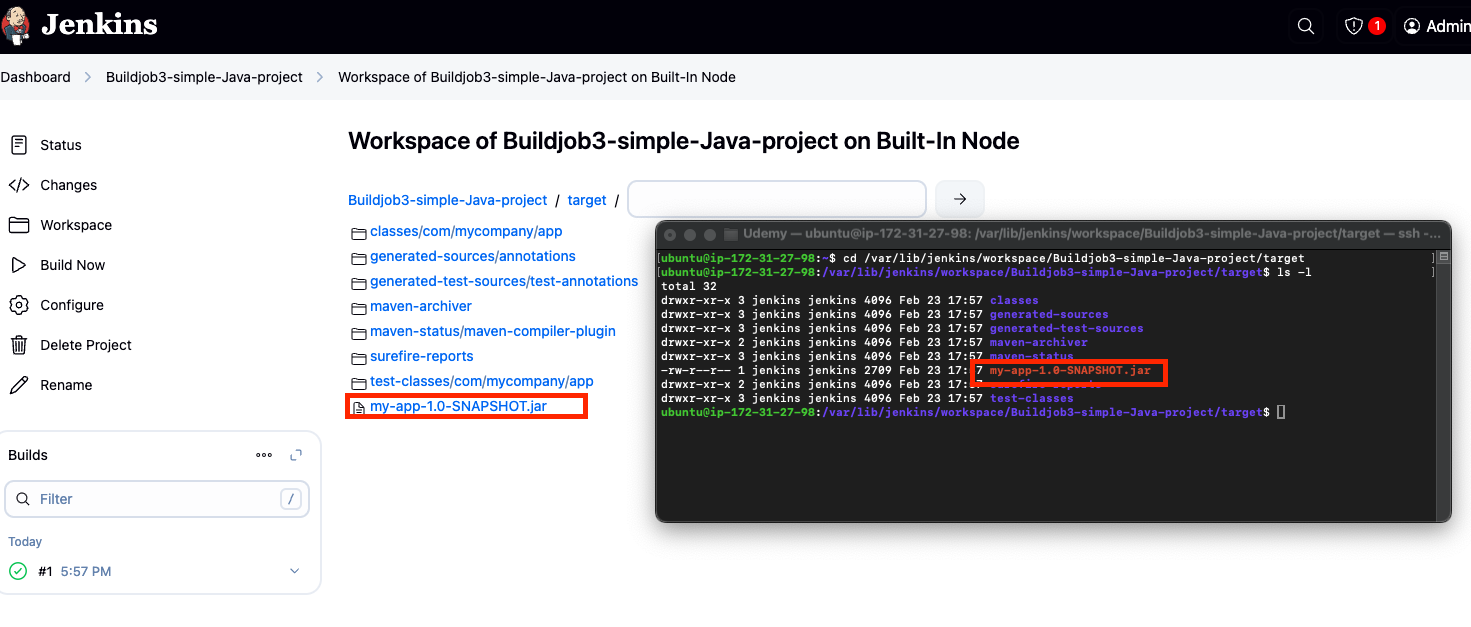 Jenkins
1
Admin
Dashboard
Buildjob3-simple-Java-project
Workspace of Buildjob3-simple-Java-project on Built-In Node
Status
Changes
Workspace
Build Now
Configure
Delete Project
Rename
Builds
Filter
/
Today
#1 5:57 PM
Workspace of Buildjob3-simple-Java-project on Built-In Node
Buildjob3-simple-Java-project / target /
classes/com/mycompany/app
generated-sources/annotations
generated-test-sources/test-annotations
maven-archiver
maven-status/maven-compiler-plugin
surefire-reports
test-classes/com/mycompany/app
my-app-1.0-SNAPSHOT.jar
Udemy — ubuntu@ip-172-31-27-98: /var/lib/jenkins/workspace/Buildjob3-simple-Java-project/target — ssh -...
[ubuntu@ip-172-31-27-98:~$ cd /var/lib/jenkins/workspace/Buildjob3-simple-Java-project/target ]
[ubuntu@ip-172-31-27-98:/var/lib/jenkins/workspace/Buildjob3-simple-Java-project/target$ ls -l ]
total 32
drwxr-xr-x 3 jenkins jenkins 4096 Feb 23 17:57 classes
drwxr-xr-x 3 jenkins jenkins 4096 Feb 23 17:57 generated-sources
drwxr-xr-x 3 jenkins jenkins 4096 Feb 23 17:57 generated-test-sources
drwxr-xr-x 2 jenkins jenkins 4096 Feb 23 17:57 maven-archiver
drwxr-xr-x 3 jenkins jenkins 4096 Feb 23 17:57 maven-status
-rw-r--r-- 1 jenkins jenkins 2709 Feb 23 17:57 my-app-1.0-SNAPSHOT.jar
drwxr-xr-x 2 jenkins jenkins 4096 Feb 23 17:57 surefire-reports
drwxr-xr-x 3 jenkins jenkins 4096 Feb 23 17:57 test-classes
ubuntu@ip-172-31-27-98:/var/lib/jenkins/workspace/Buildjob3-simple-Java-project/target$